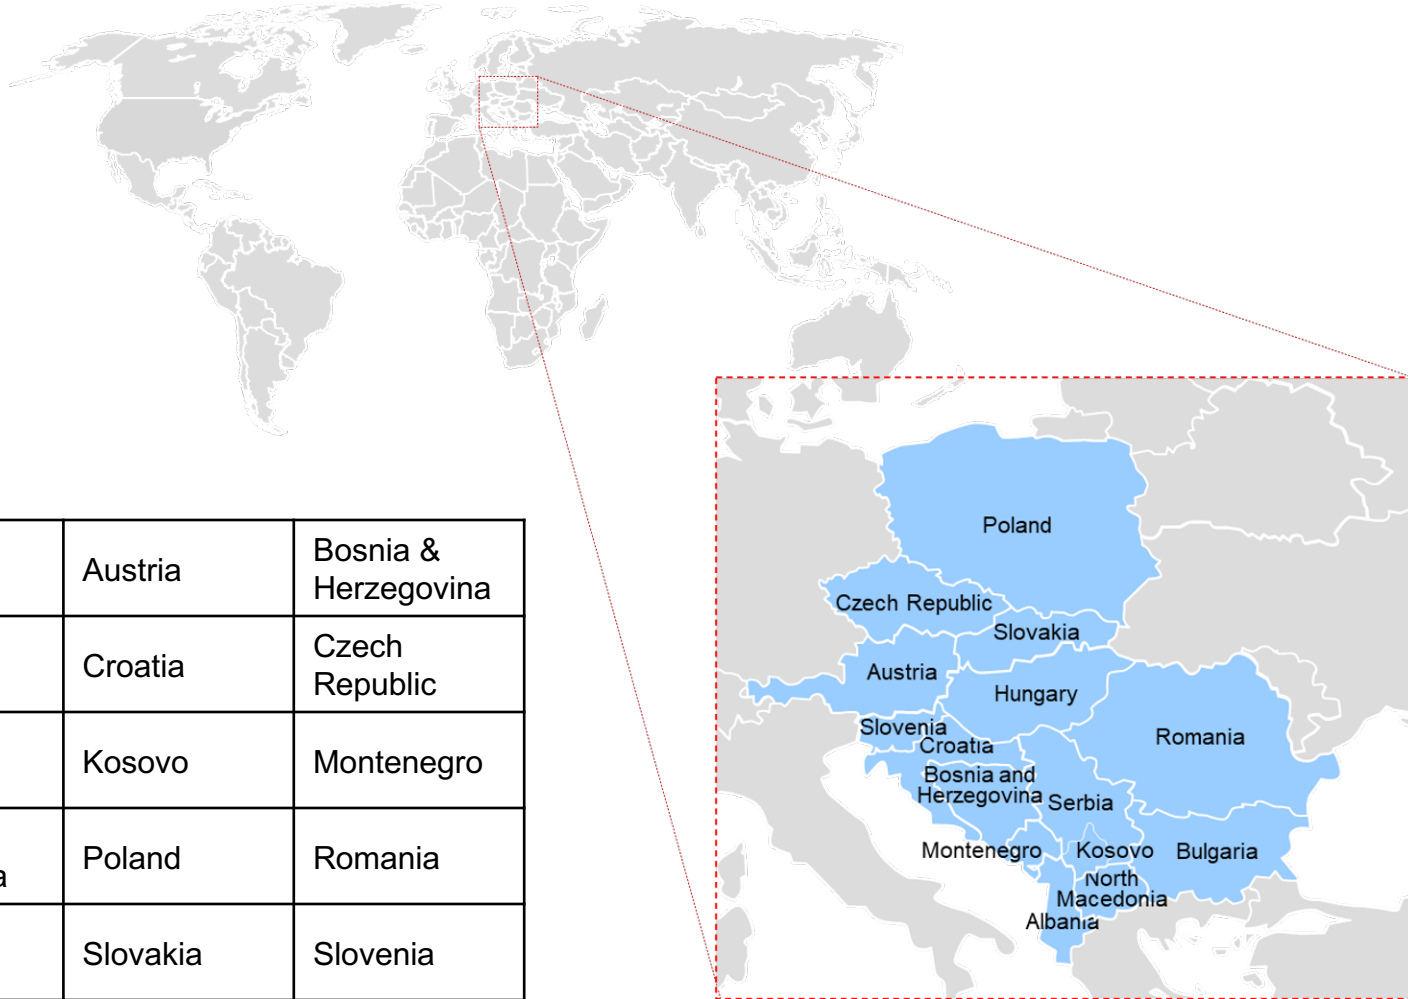 Austria
Bosnia &
Herzegovina
Croatia
Czech
Republic
Kosovo
Montenegro
Poland
Romania
Slovakia
Slovenia
Poland
Czech Republic
Slovakia
Austria
Hungary
Slovenia
Croatia
Romania
Bosnia and
Herzegovina
Serbia
Montenegro
Kosovo
Bulgaria
North
Macedonia
Albania